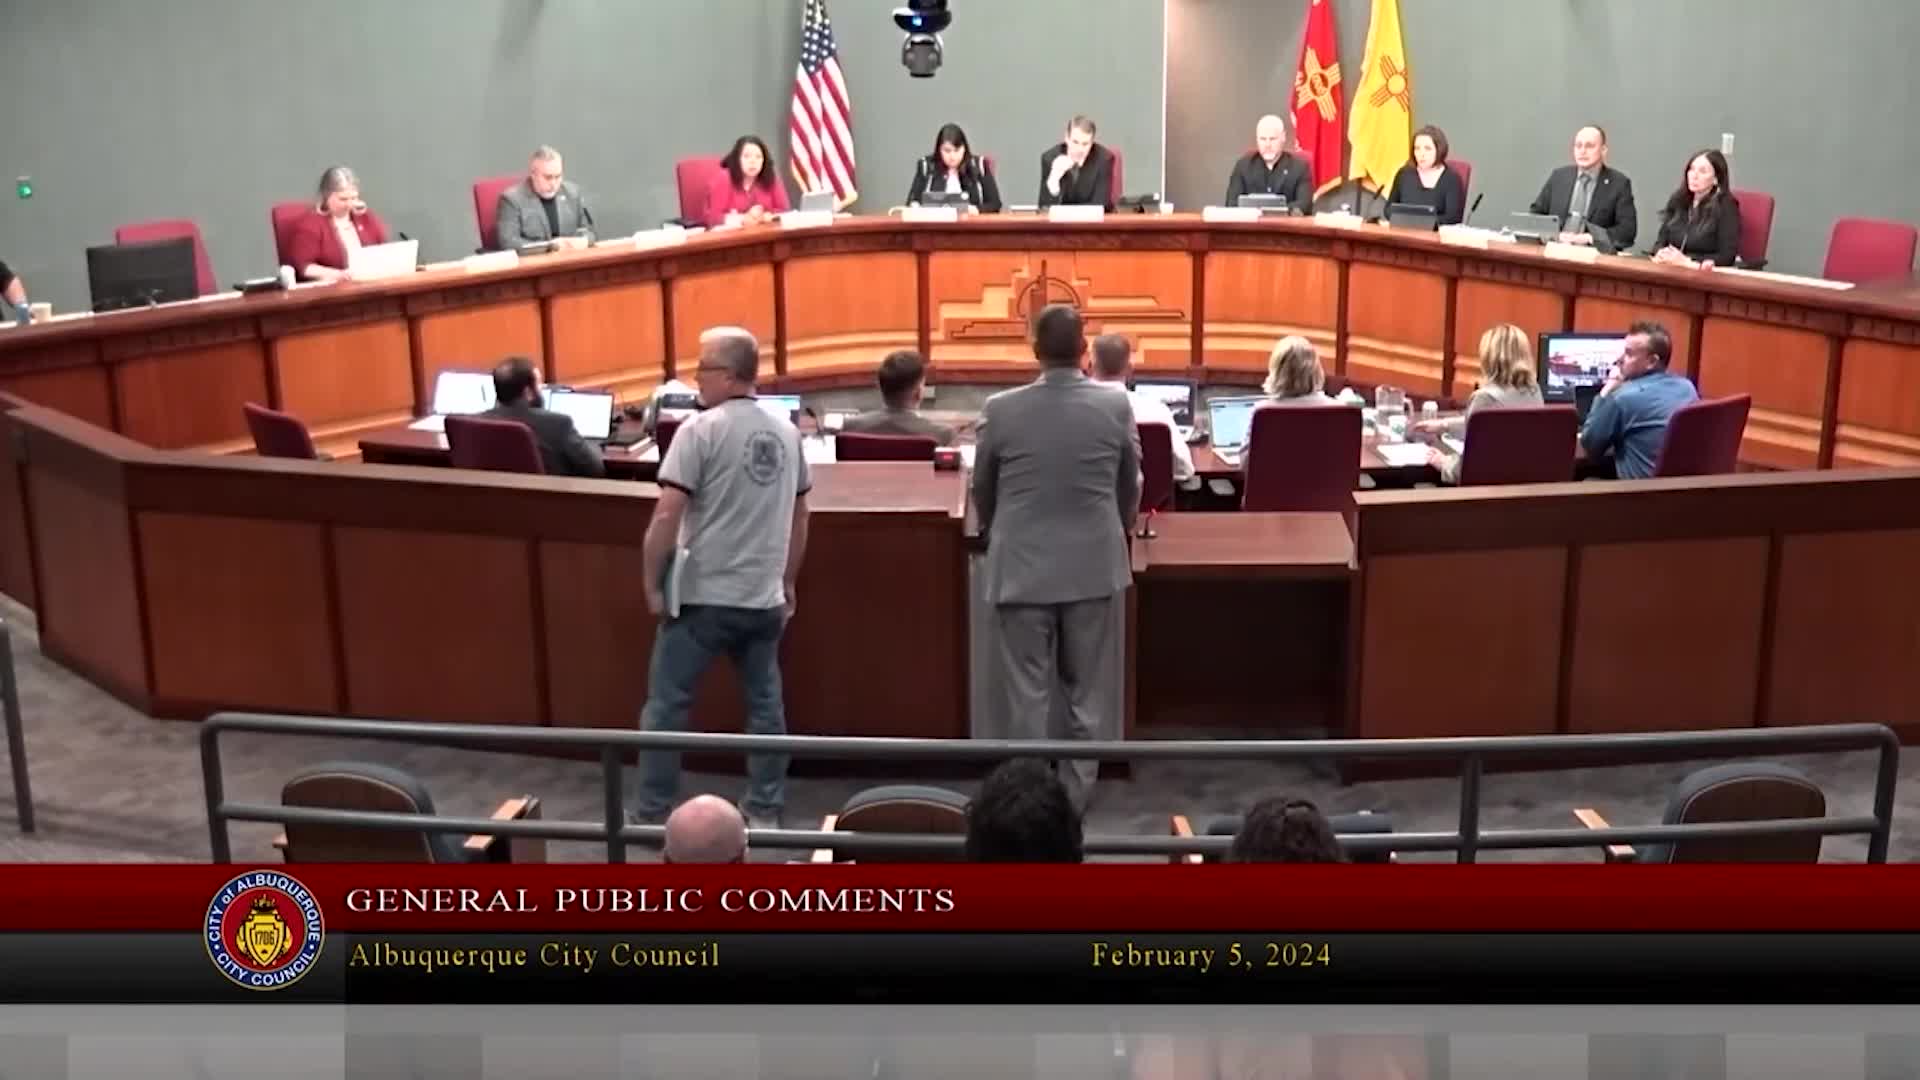 GENERAL PUBLIC COMMENTS
Albuquerque City Council
February 5, 2024
CITY of ALBUQUERQUE
1706
CITY COUNCIL